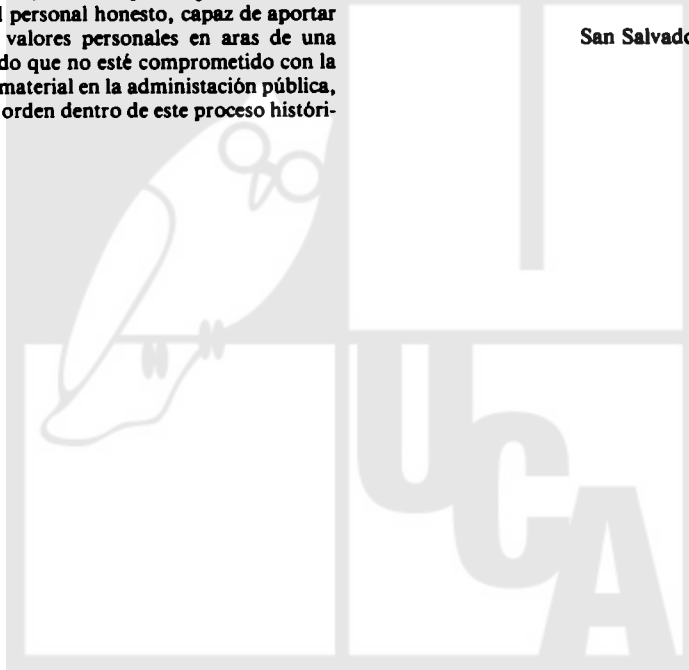 l personal honesto, capaz de aportar
valores personales en aras de una
do que no esté comprometido con la
material en la administación pública,
orden dentro de este proceso históri-
San Salvado
UCA